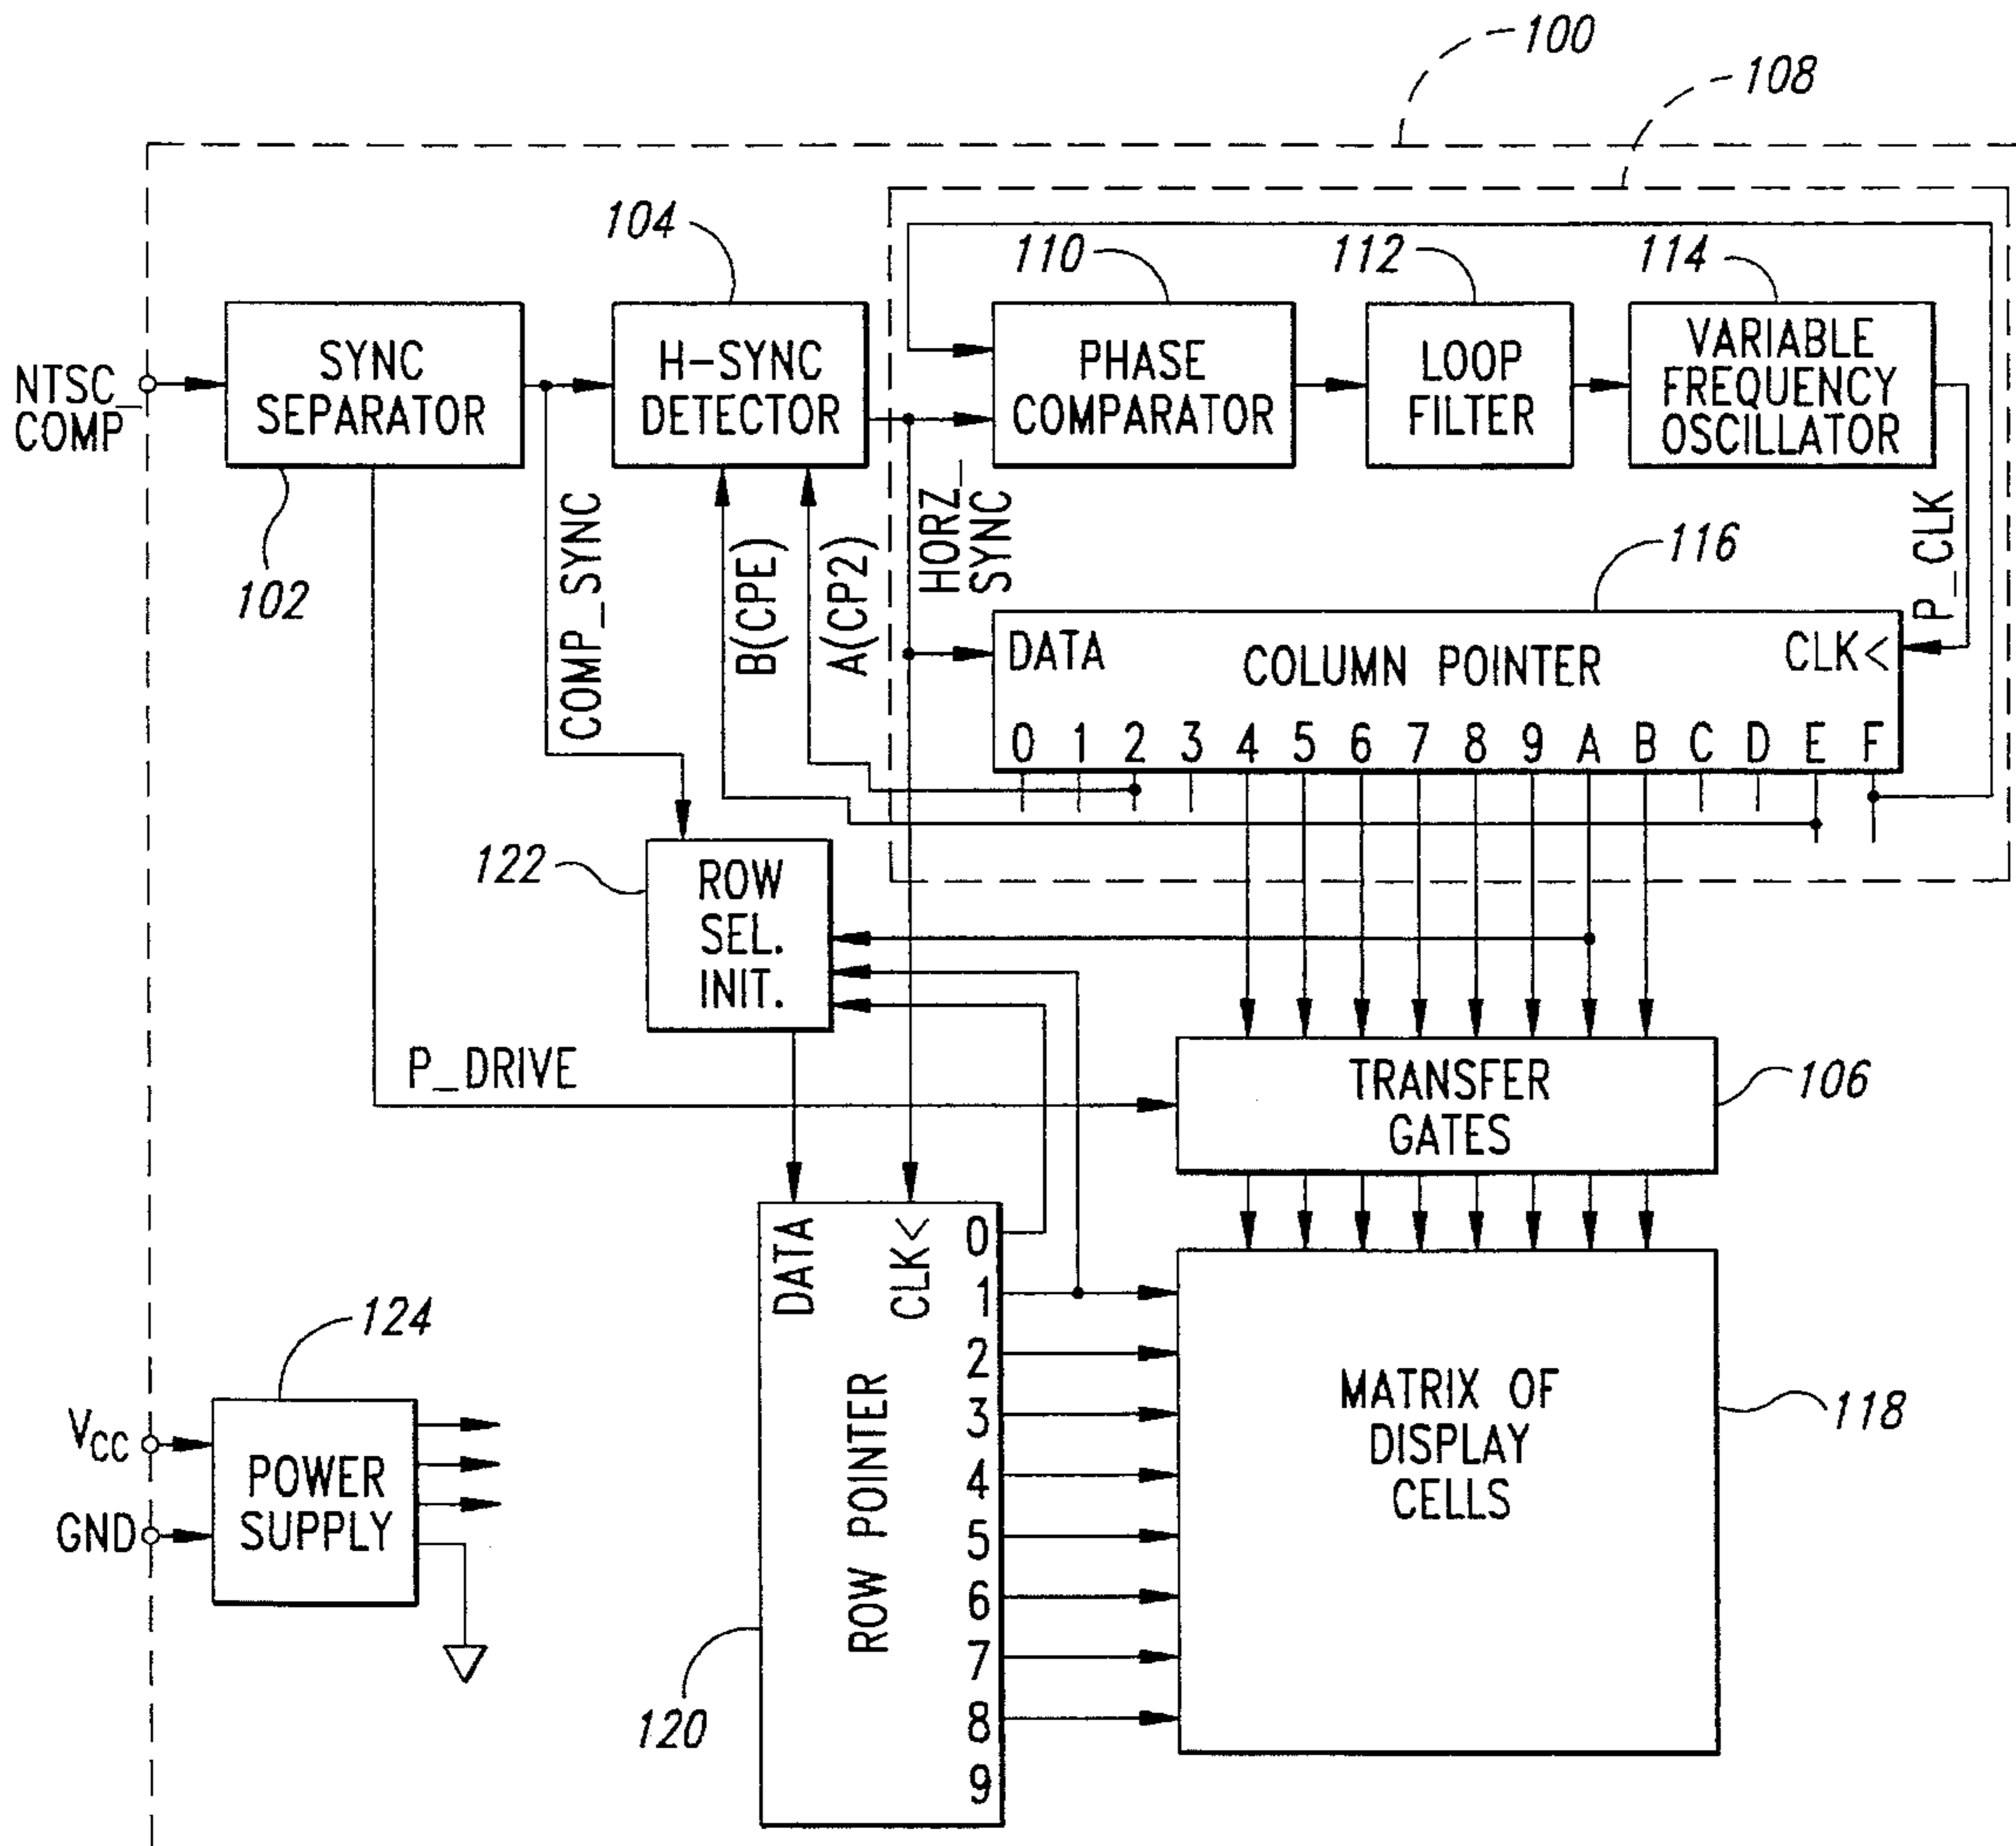 100
108
104
110
112
114
NTSC_
COMP
SYNC
SEPARATOR
H-SYNC
DETECTOR
PHASE
COMPARATOR
LOOP
FILTER
VARIABLE
FREQUENCY
OSCILLATOR
102
COMP_SYNC
B(CPE)
A(CP2)
HORZ_
SYNC
116
P_CLK
DATA
COLUMN POINTER
CLK<
0 1 2 3 4 5 6 7 8 9 A B C D E F
122
ROW
SEL.
INIT.
P_DRIVE
TRANSFER
GATES
106
DATA
CLK<
ROW POINTER
0
1
2
3
4
5
6
7
8
9
120
MATRIX OF
DISPLAY
CELLS
118
124
VCC
GND
POWER
SUPPLY